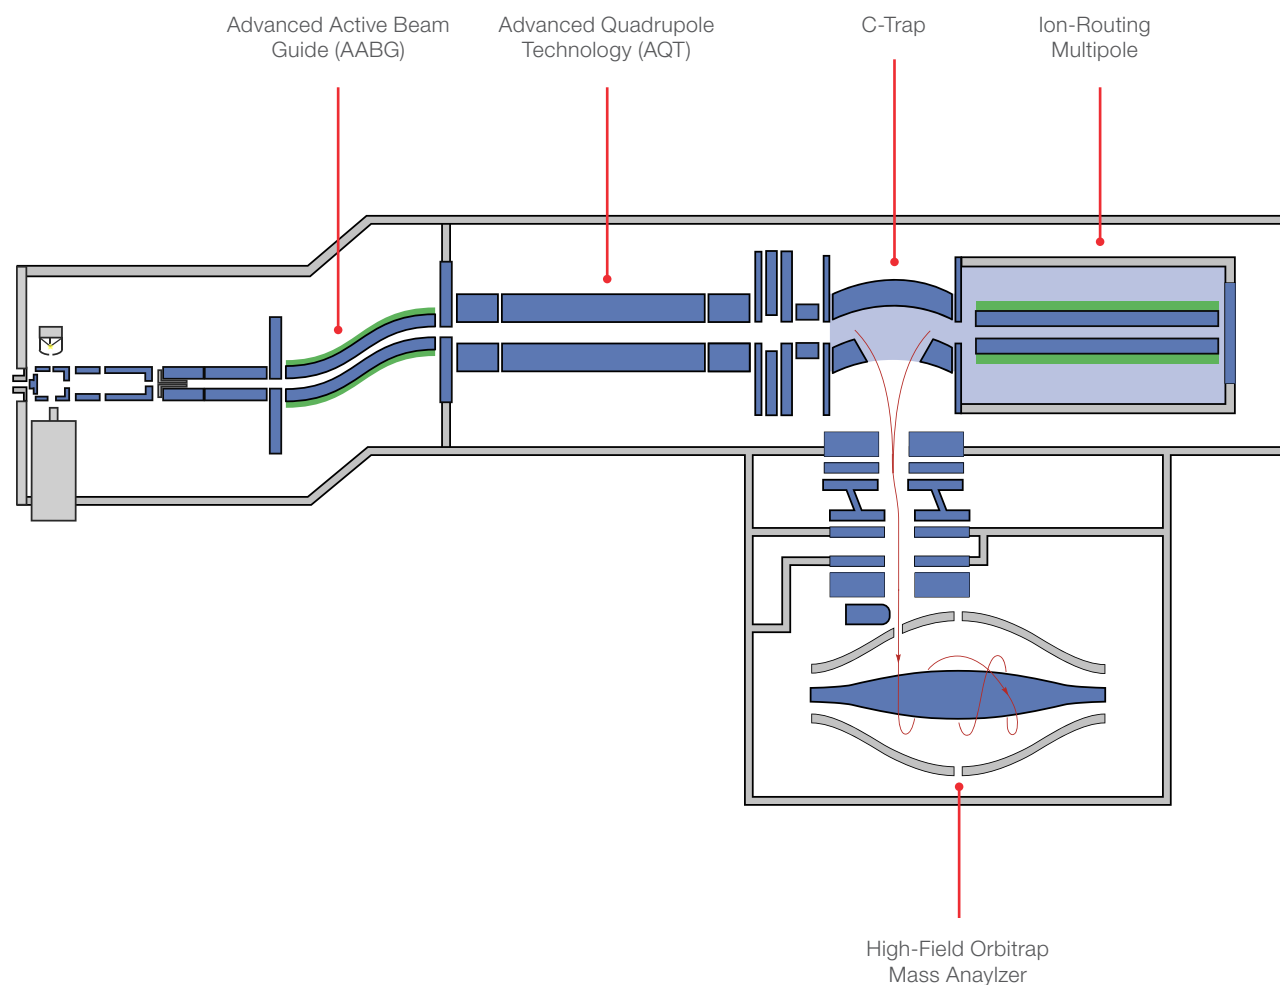 Advanced Active Beam
Guide (AABG)
Advanced Quadrupole
Technology (AQT)
C-Trap
Ion-Routing
Multipole
High-Field Orbitrap
Mass Anaylzer